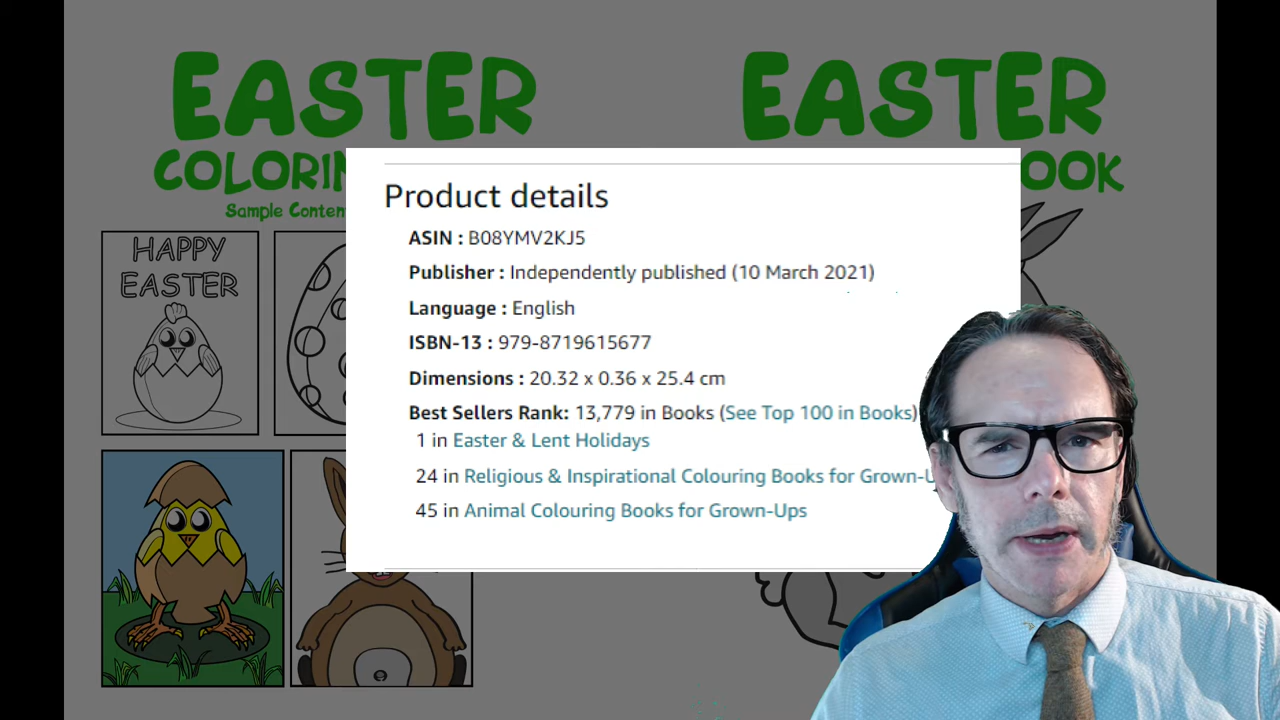 EASTER
EASTER
COLORIN
OOK
Sample Conten
HAPPY
EASTER
Product details
ASIN : B08YMV2KJ5
Publisher : Independently published (10 March 2021)
Language : English
ISBN-13 : 979-8719615677
Dimensions : 20.32 x 0.36 x 25.4 cm
Best Sellers Rank: 13,779 in Books (See Top 100 in Books)
1 in Easter & Lent Holidays
24 in Religious & Inspirational Colouring Books for Grown-U
45 in Animal Colouring Books for Grown-Ups